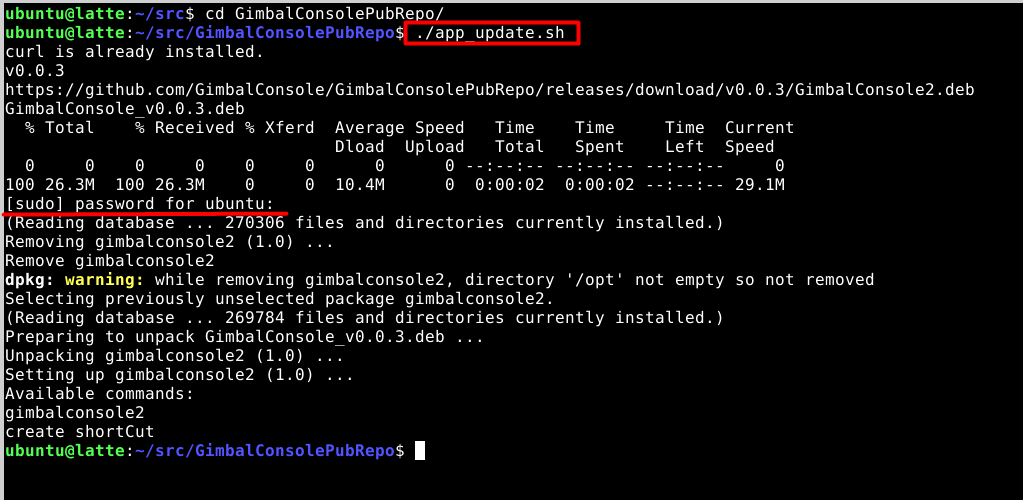 ubuntu@latte:~/src$ cd GimbalConsolePubRepo/
ubuntu@latte:~/src/GimbalConsolePubRepo$ ./app_update.sh
curl is already installed.
v0.0.3
https://github.com/GimbalConsole/GimbalConsolePubRepo/releases/download/v0.0.3/GimbalConsole2.deb
GimbalConsole_v0.0.3.deb
  % Total    % Received % Xferd  Average Speed   Time    Time     Time  Current
                                 Dload  Upload   Total   Spent    Left  Speed
  0     0    0     0    0     0      0      0 --:--:-- --:--:-- --:--:--     0
100 26.3M  100 26.3M    0     0  10.4M      0  0:00:02  0:00:02 --:--:-- 29.1M
[sudo] password for ubuntu:
(Reading database ... 270306 files and directories currently installed.)
Removing gimbalconsole2 (1.0) ...
Remove gimbalconsole2
dpkg: warning: while removing gimbalconsole2, directory '/opt' not empty so not removed
Selecting previously unselected package gimbalconsole2.
(Reading database ... 269784 files and directories currently installed.)
Preparing to unpack GimbalConsole_v0.0.3.deb ...
Unpacking gimbalconsole2 (1.0) ...
Setting up gimbalconsole2 (1.0) ...
Available commands:
gimbalconsole2
create shortCut
ubuntu@latte:~/src/GimbalConsolePubRepo$